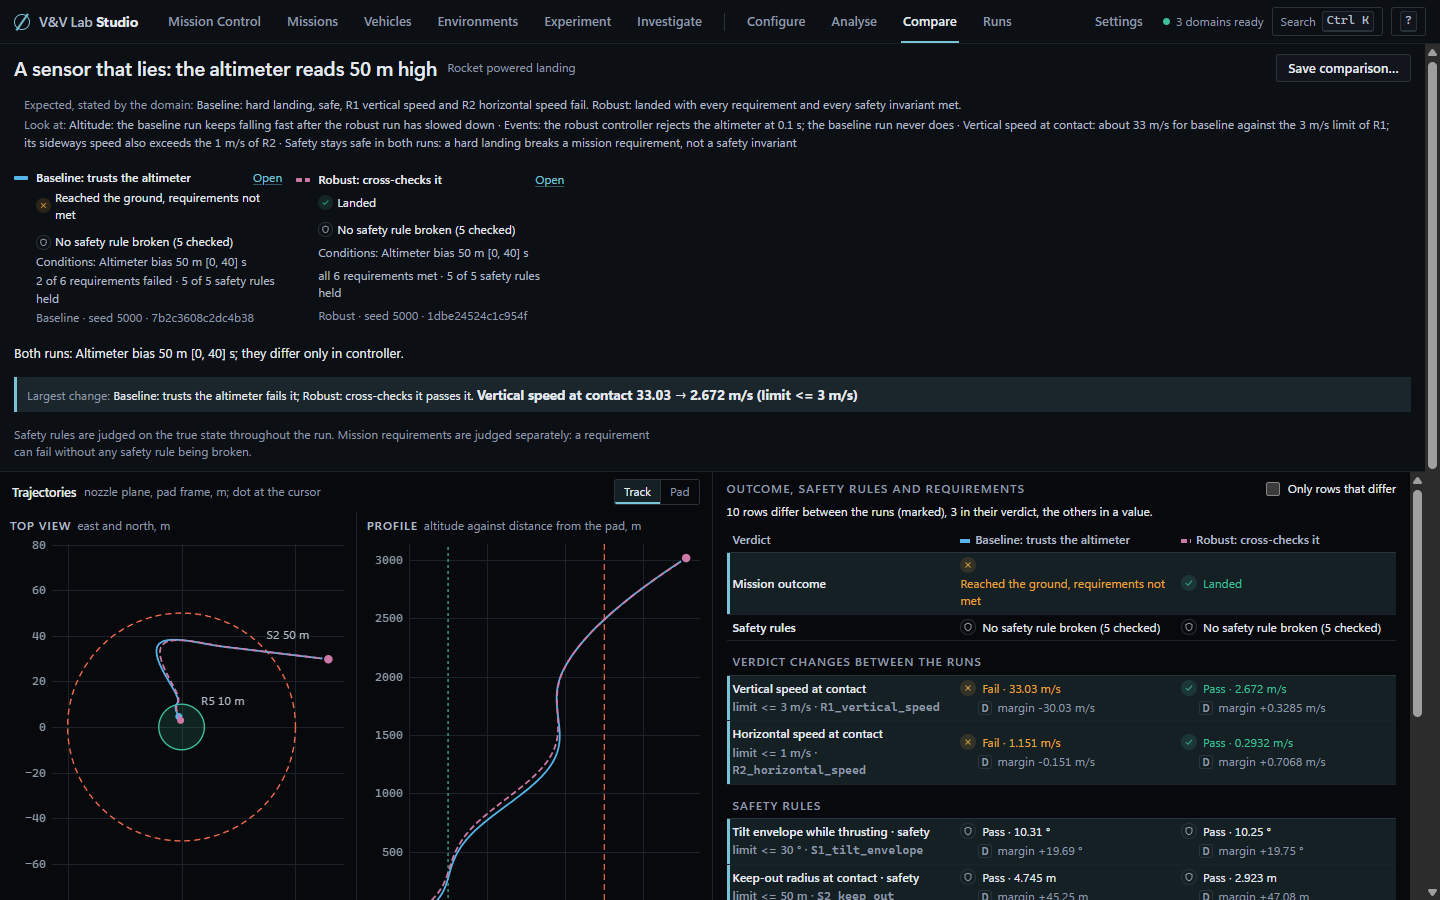 V&V Lab Studio
Mission Control
Missions
Vehicles
Environments
Experiment
Investigate
Configure
Analyse
Compare
Runs
Settings
3 domains ready
Search Ctrl K
?
A sensor that lies: the altimeter reads 50 m high
Rocket powered landing
Save comparison...
Expected, stated by the domain: Baseline: hard landing, safe, R1 vertical speed and R2 horizontal speed fail. Robust: landed with every requirement and every safety invariant met.
Look at: Altitude: the baseline run keeps falling fast after the robust run has slowed down · Events: the robust controller rejects the altimeter at 0.1 s; the baseline run never does · Vertical speed at contact: about 33 m/s for baseline against the 3 m/s limit of R1;
its sideways speed also exceeds the 1 m/s of R2 · Safety stays safe in both runs: a hard landing breaks a mission requirement, not a safety invariant
Baseline: trusts the altimeter
Open
Reached the ground, requirements not
met
No safety rule broken (5 checked)
Conditions: Altimeter bias 50 m [0, 40] s
2 of 6 requirements failed · 5 of 5 safety rules
held
Baseline · seed 5000 · 7b2c3608c2dc4b38
Robust: cross-checks it
Open
Landed
No safety rule broken (5 checked)
Conditions: Altimeter bias 50 m [0, 40] s
all 6 requirements met · 5 of 5 safety rules
held
Robust · seed 5000 · 1dbe24524c1c954f
Both runs: Altimeter bias 50 m [0, 40] s; they differ only in controller.
Largest change: Baseline: trusts the altimeter fails it; Robust: cross-checks it passes it. Vertical speed at contact 33.03 → 2.672 m/s (limit <= 3 m/s)
Safety rules are judged on the true state throughout the run. Mission requirements are judged separately: a requirement
can fail without any safety rule being broken.
Trajectories
nozzle plane, pad frame, m; dot at the cursor
Track
Pad
TOP VIEW east and north, m
80
60
40
20
0
−20
−40
−60
S2 50 m
R5 10 m
PROFILE altitude against distance from the pad, m
3000
2500
2000
1500
1000
500
OUTCOME, SAFETY RULES AND REQUIREMENTS
Only rows that differ
10 rows differ between the runs (marked), 3 in their verdict, the others in a value.
Verdict
Baseline: trusts the altimeter
Robust: cross-checks it
Mission outcome
Reached the ground, requirements not
met
Landed
Safety rules
No safety rule broken (5 checked)
No safety rule broken (5 checked)
VERDICT CHANGES BETWEEN THE RUNS
Vertical speed at contact
limit <= 3 m/s · R1_vertical_speed
Fail · 33.03 m/s
D margin -30.03 m/s
Pass · 2.672 m/s
D margin +0.3285 m/s
Horizontal speed at contact
limit <= 1 m/s ·
R2_horizontal_speed
Fail · 1.151 m/s
D margin -0.151 m/s
Pass · 0.2932 m/s
D margin +0.7068 m/s
SAFETY RULES
Tilt envelope while thrusting · safety
limit <= 30 ° · S1_tilt_envelope
Pass · 10.31 °
D margin +19.69 °
Pass · 10.25 °
D margin +19.75 °
Keep-out radius at contact · safety
limit <= 50 m · S2_keep_out
Pass · 4.745 m
D margin +45.25 m
Pass · 2.923 m
D margin +47.08 m